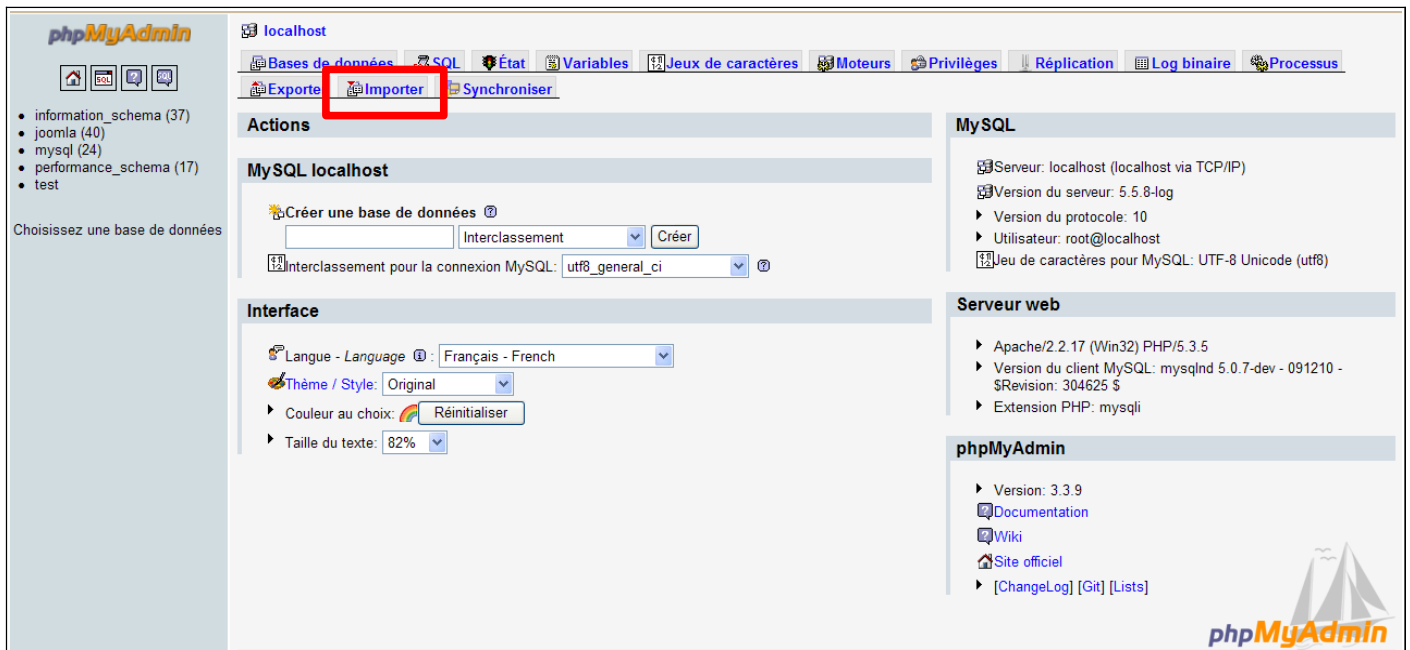 phpMyAdmin
SQL
information_schema (37)
joomla (40)
mysql (24)
performance_schema (17)
test
Choisissez une base de données
localhost
Bases de données SQL État Variables Jeux de caractères Moteurs Privilèges Réplication Log binaire Processus
Exporter Importer Synchroniser
Actions
MySQL localhost
Créer une base de données
Interclassement Créer
Interclassement pour la connexion MySQL: utf8_general_ci
Interface
Langue - Language : Français - French
Thème / Style: Original
Couleur au choix: Réinitialiser
Taille du texte: 82%
MySQL
Serveur: localhost (localhost via TCP/IP)
Version du serveur: 5.5.8-log
Version du protocole: 10
Utilisateur: root@localhost
Jeu de caractères pour MySQL: UTF-8 Unicode (utf8)
Serveur web
Apache/2.2.17 (Win32) PHP/5.3.5
Version du client MySQL: mysqlnd 5.0.7-dev - 091210 -
$Revision: 304625 $
Extension PHP: mysqli
phpMyAdmin
Version: 3.3.9
Documentation
Wiki
Site officiel
[ChangeLog] [Git] [Lists]
phpMyAdmin